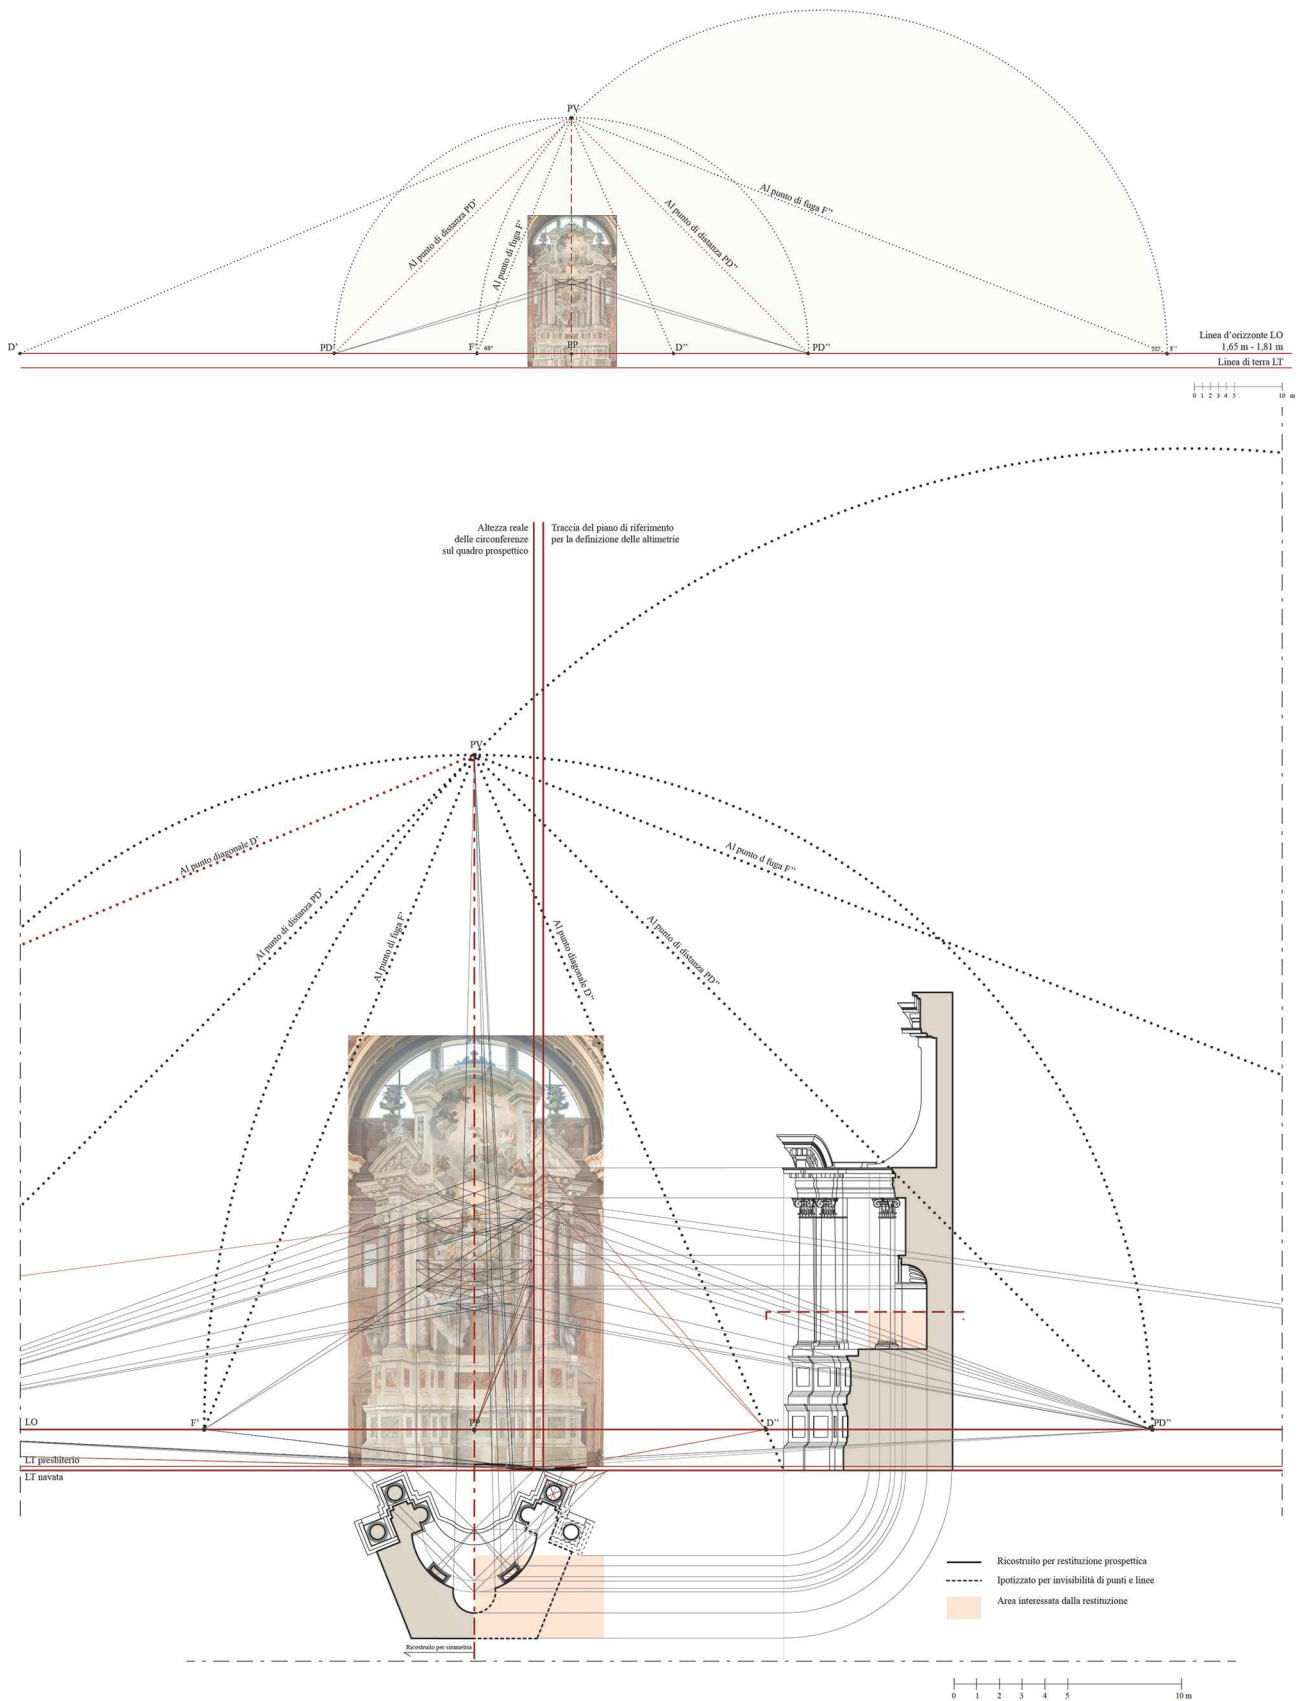 PV
Al punto di distanza PD’
Al punto di fuga F’
Al punto di distanza PD”
Al punto di fuga F”
D’
PD’
F’
68°
PP
D”
PD”
F”
Linea d’orizzonte LO
1,65 m - 1,81 m
Linea di terra LT
0 1 2 3 4 5 10 m
Altezza reale
delle circonferenze
sul quadro prospettico
Traccia del piano di riferimento
per la definizione delle altimetrie
PV
Al punto diagonale D’
Al punto di distanza PD’
Al punto di fuga F’
Al punto diagonale D”
Al punto di distanza PD”
Al punto d fuga F”
LO
F’
PP
D”
PD”
LT presbiterio
LT navata
Ricostruito per restituzione prospettica
Ipotizzato per invisibilità di punti e linee
Area interessata dalla restituzione
Ricostruito per simmetria
0 1 2 3 4 5 10 m